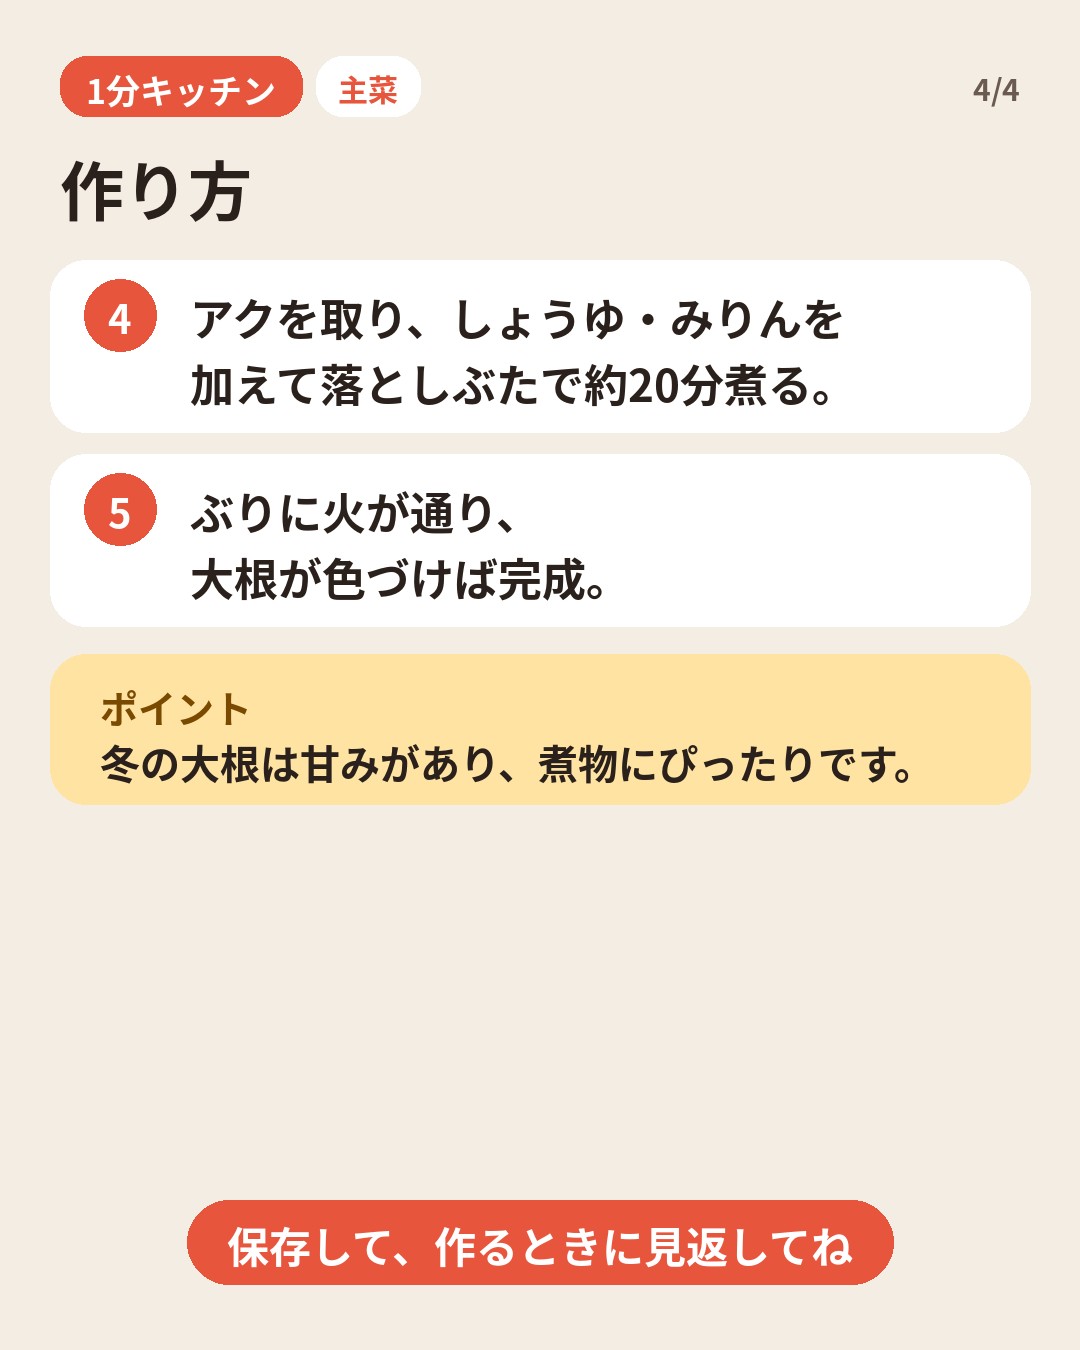 1分キッチン 主菜 4/4
作り方
4 アクを取り、しょうゆ・みりんを
加えて落としぶたで約20分煮る。
5 ぶりに火が通り、
大根が色づけば完成。
ポイント
冬の大根は甘みがあり、煮物にぴったりです。
保存して、作るときに見返してね